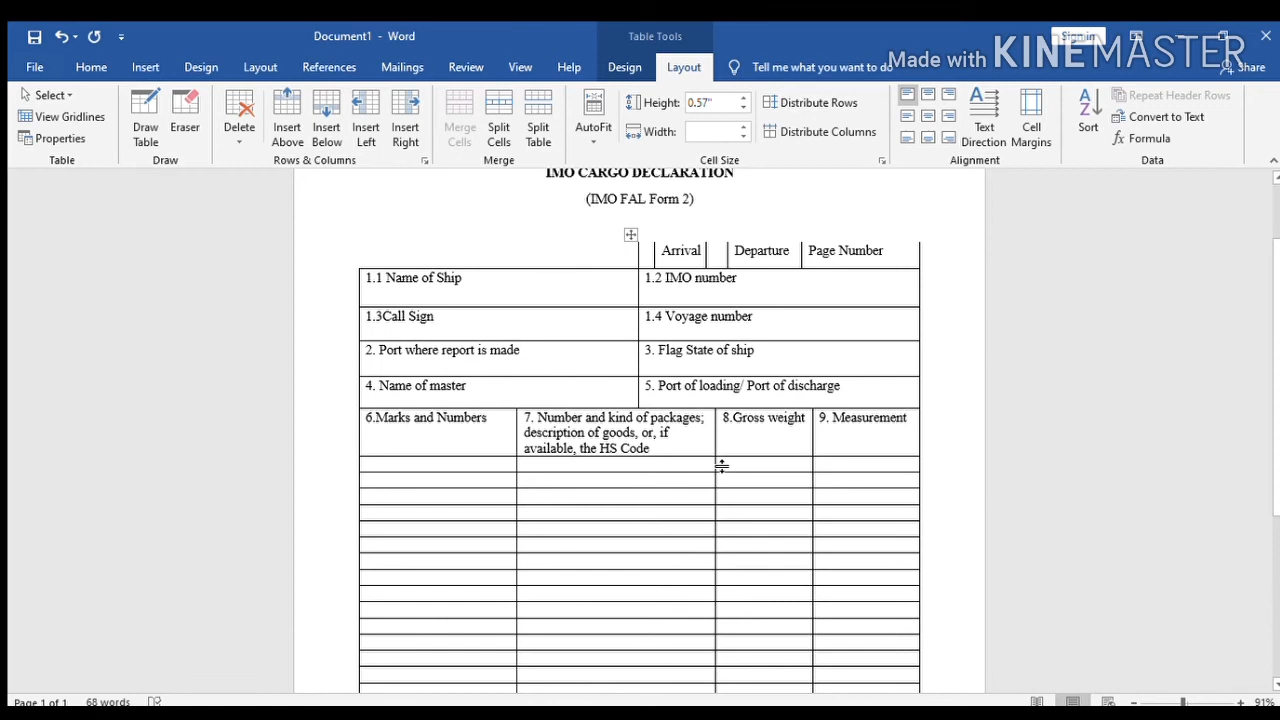 Document1 - Word
Table Tools
Sign in
Made with KINEMASTER
File Home Insert Design Layout References Mailings Review View Help Design Layout Tell me what you want to do Share
Select
View Gridlines
Properties
Table
Draw Table
Eraser
Draw
Delete
Insert Above
Insert Below
Insert Left
Insert Right
Rows & Columns
Merge Cells
Split Cells
Split Table
Merge
AutoFit
Height: 0.57"
Width:
Distribute Rows
Distribute Columns
Cell Size
Text Direction
Cell Margins
Alignment
Sort
Repeat Header Rows
Convert to Text
Formula
Data
IMO CARGO DECLARATION
(IMO FAL Form 2)
Arrival Departure Page Number
1.1 Name of Ship 1.2 IMO number
1.3Call Sign 1.4 Voyage number
2. Port where report is made 3. Flag State of ship
4. Name of master 5. Port of loading/ Port of discharge
6.Marks and Numbers
7. Number and kind of packages;
description of goods, or, if
available, the HS Code
8.Gross weight
9. Measurement
Page 1 of 1 68 words 91%